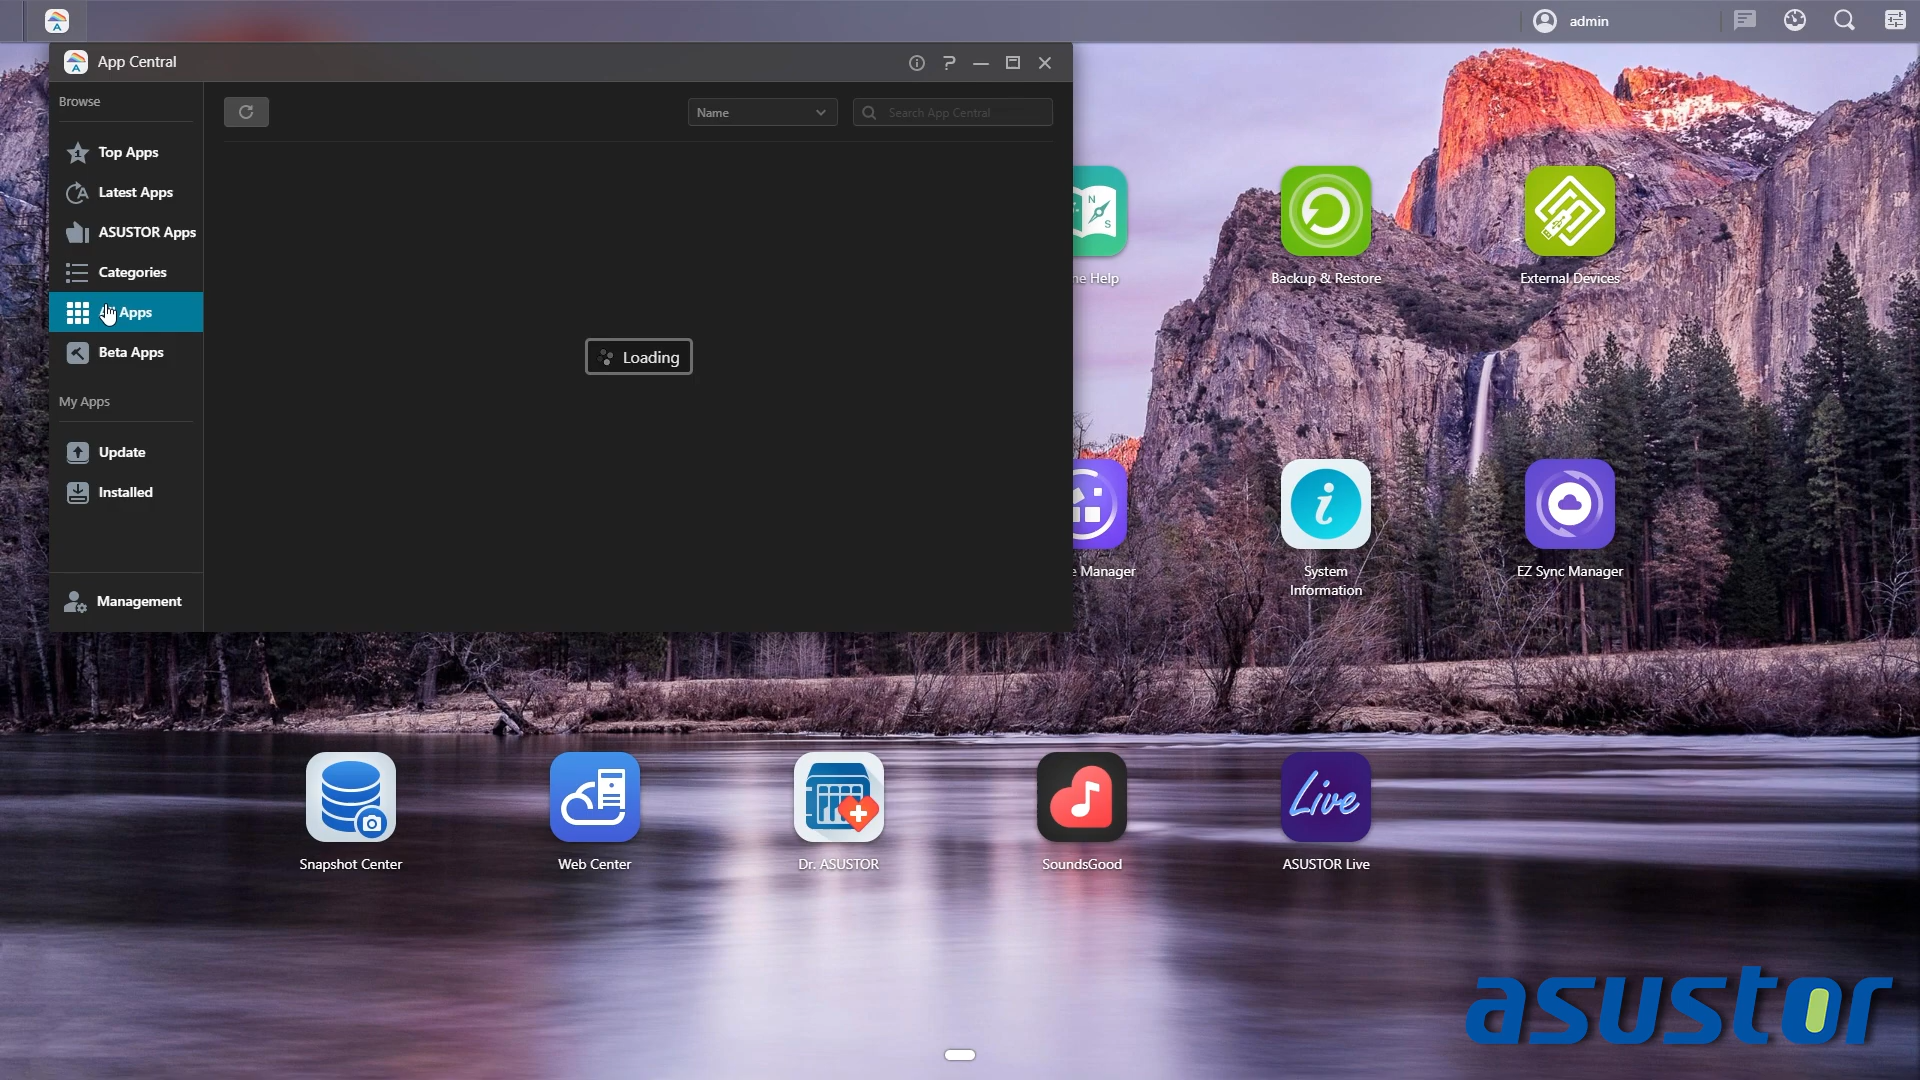 admin
App Central
Browse
Name
Search App Central
Top Apps
Latest Apps
ASUSTOR Apps
Categories
Apps
Beta Apps
My Apps
Update
Installed
Management
Loading
N
S
ne Help
Backup & Restore
External Devices
e Manager
i
System
Information
EZ Sync Manager
Live
Snapshot Center
Web Center
Dr. ASUSTOR
SoundsGood
ASUSTOR Live
asustor